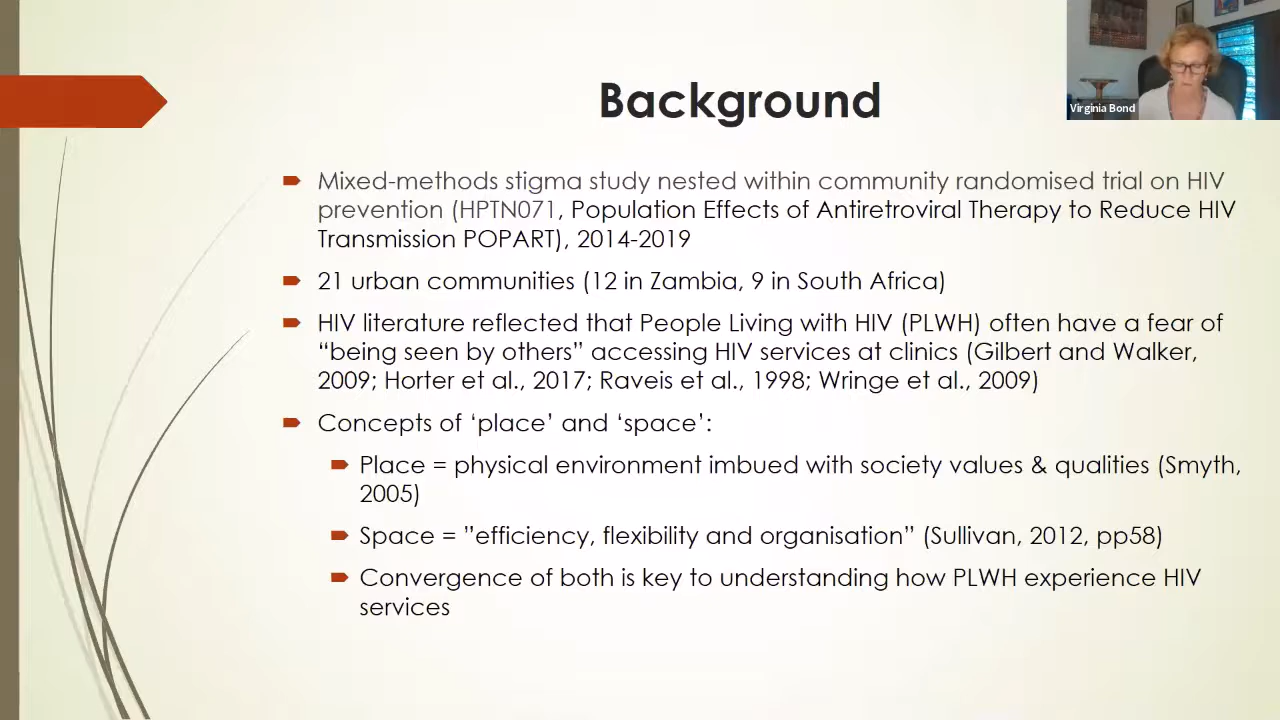 Background
Virginia Bond
Mixed-methods stigma study nested within community randomised trial on HIV
prevention (HPTN071, Population Effects of Antiretroviral Therapy to Reduce HIV
Transmission POPART), 2014-2019
21 urban communities (12 in Zambia, 9 in South Africa)
HIV literature reflected that People Living with HIV (PLWH) often have a fear of
“being seen by others” accessing HIV services at clinics (Gilbert and Walker,
2009; Horter et al., 2017; Raveis et al., 1998; Wringe et al., 2009)
Concepts of ‘place’ and ‘space’:
Place = physical environment imbued with society values & qualities (Smyth,
2005)
Space = ”efficiency, flexibility and organisation” (Sullivan, 2012, pp58)
Convergence of both is key to understanding how PLWH experience HIV
services